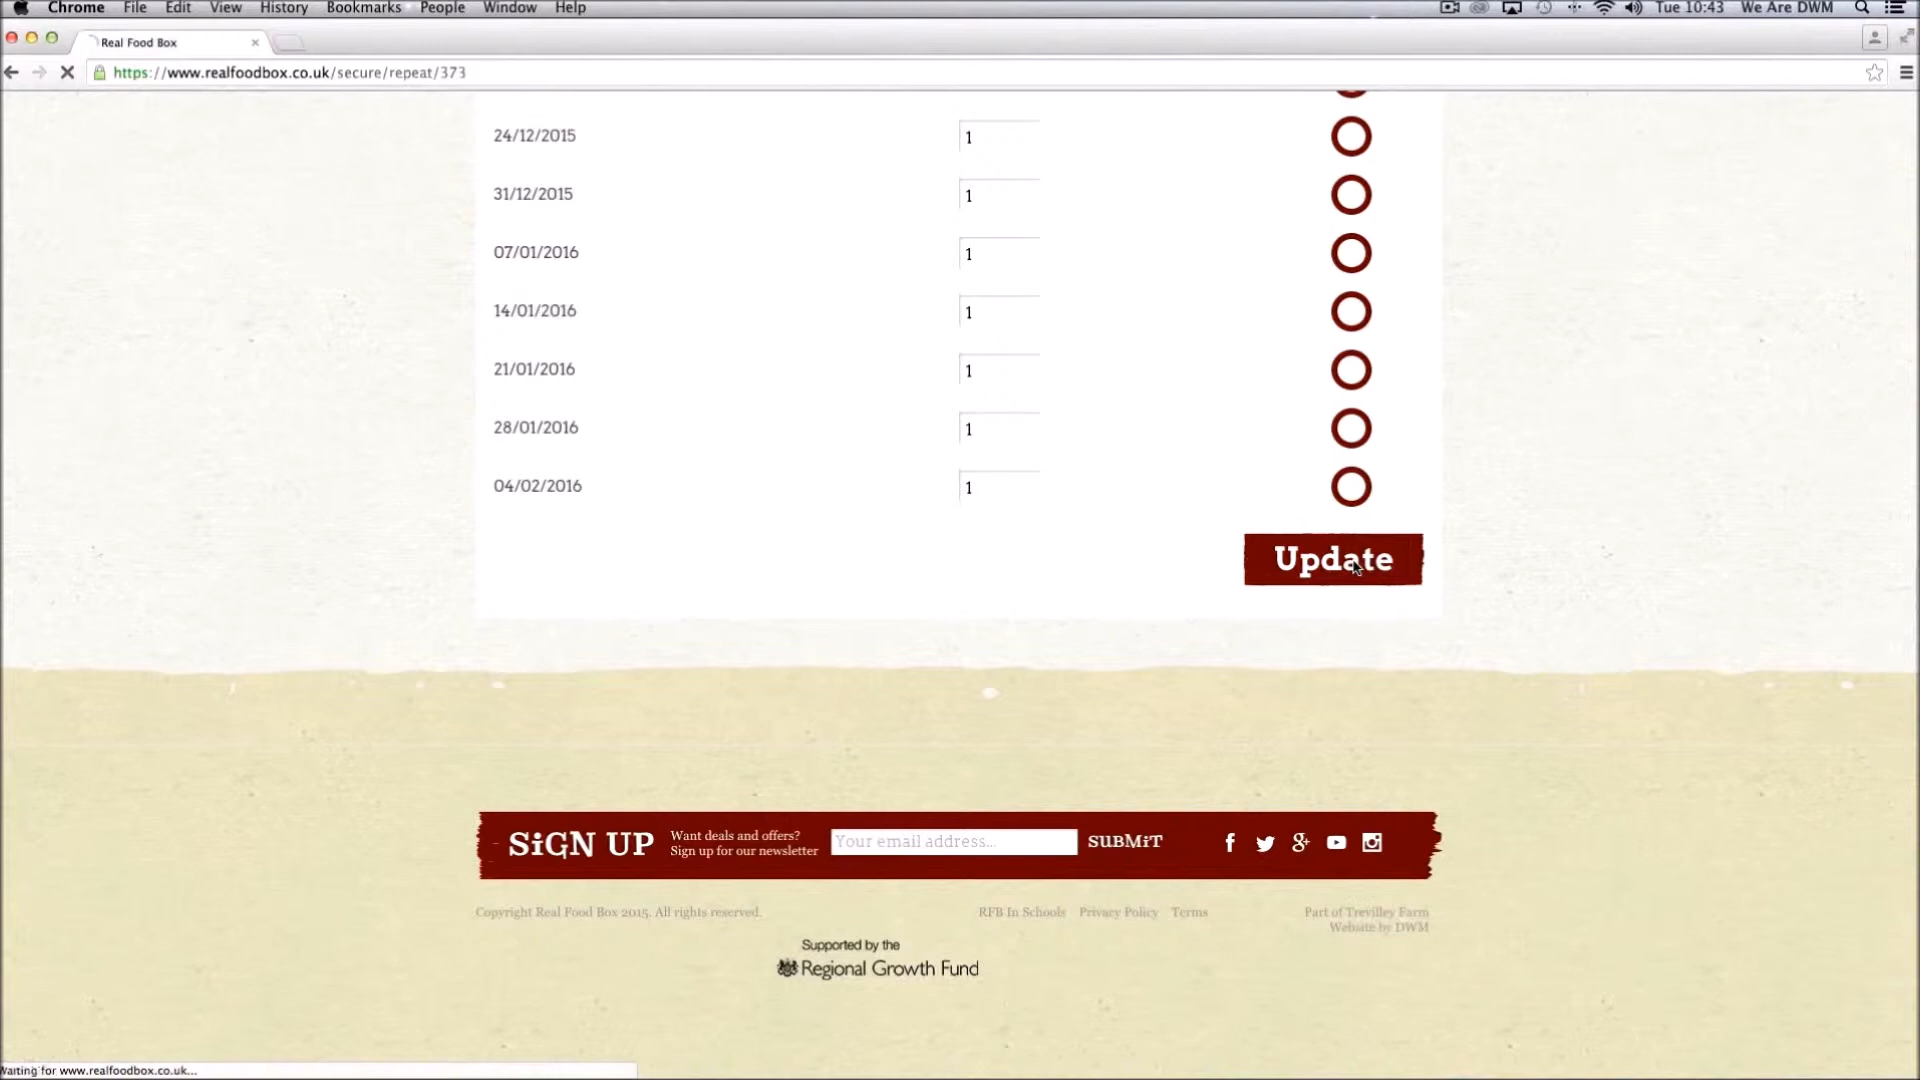 Chrome File Edit View History Bookmarks People Window Help Tue 10:43 We Are DWM
Real Food Box
https://www.realfoodbox.co.uk/secure/repeat/373
24/12/2015 1
31/12/2015 1
07/01/2016 1
14/01/2016 1
21/01/2016 1
28/01/2016 1
04/02/2016 1
Update
SiGN UP Want deals and offers? Your email address... SUBMiT
Sign up for our newsletter
Copyright Real Food Box 2015. All rights reserved. RFB In Schools Privacy Policy Terms Part of Trevilley Farm
Website by DWM
Supported by the
Regional Growth Fund
Waiting for www.realfoodbox.co.uk...